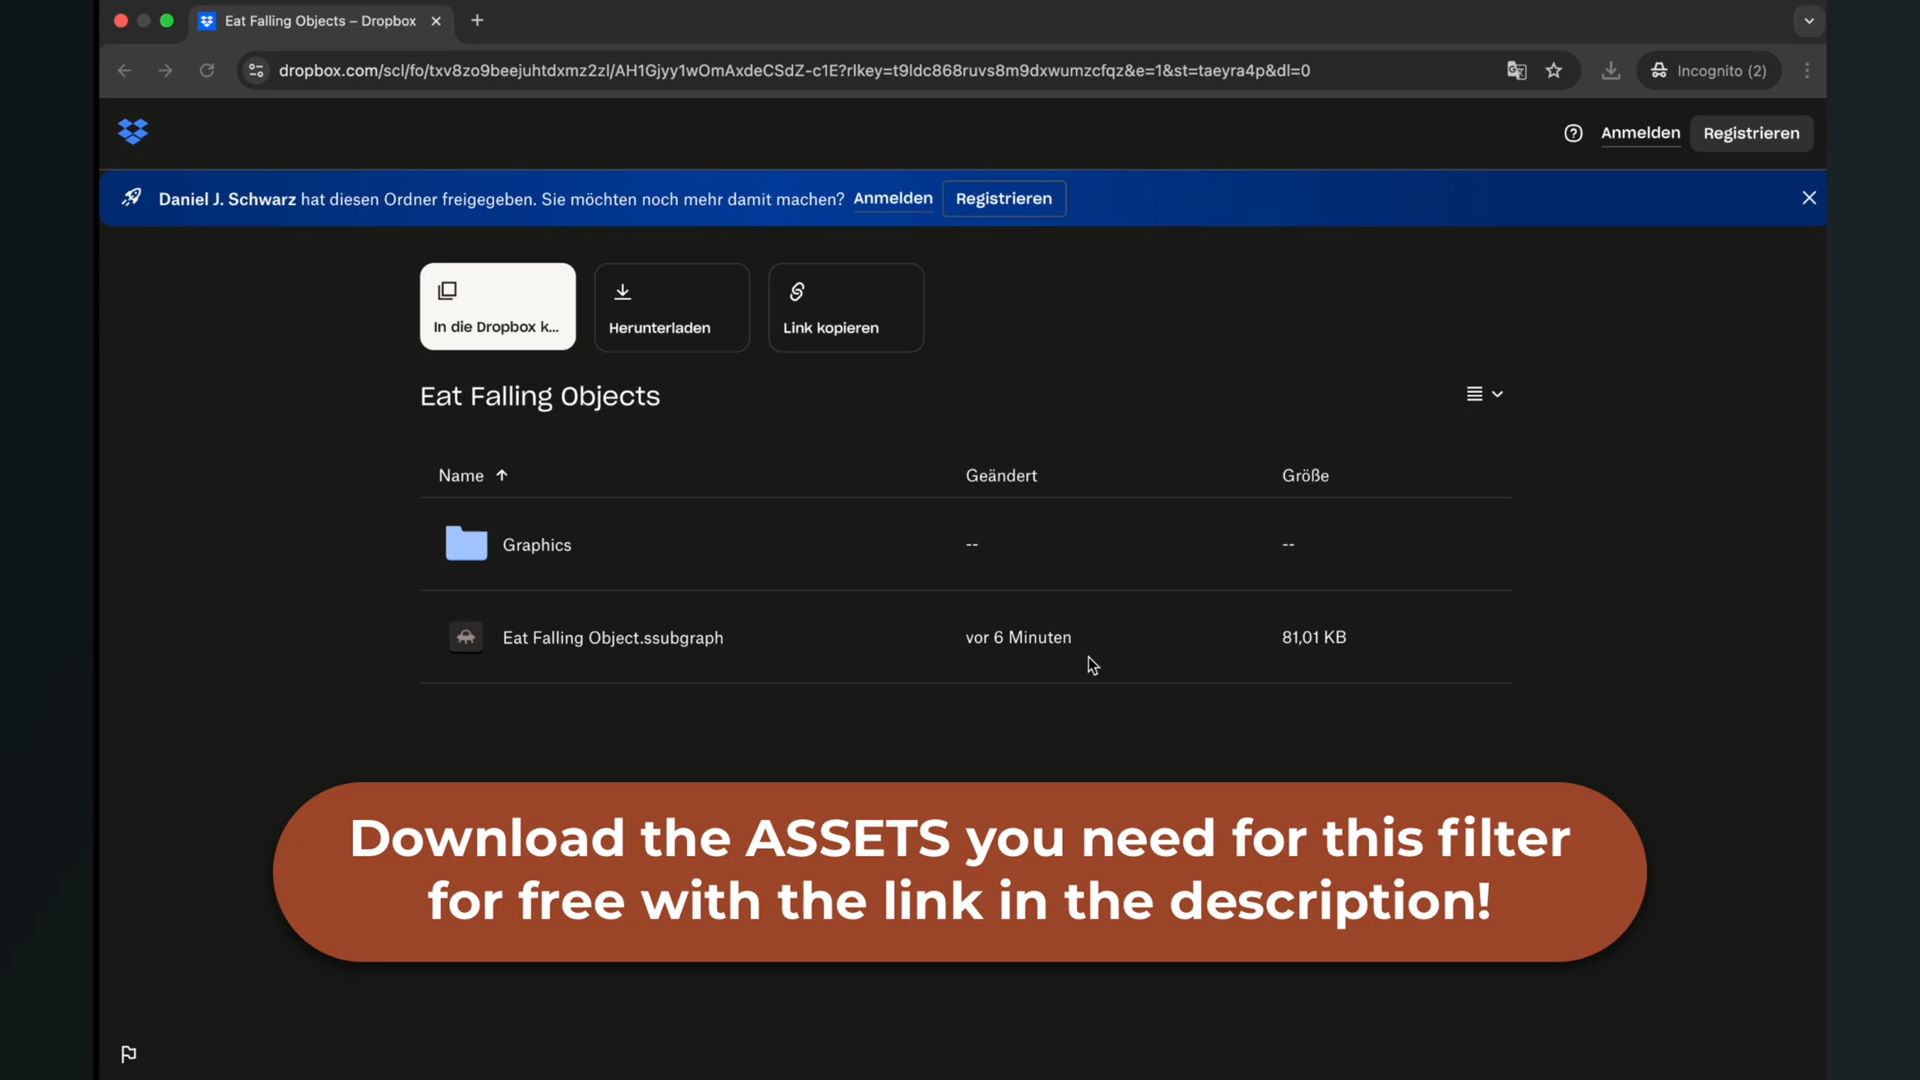 Eat Falling Objects – Dropbox
dropbox.com/scl/fo/txv8zo9beejuhtdxmz2zl/AH1Gjyy1wOmAxdeCSdZ-c1E?rlkey=t9ldc868ruvs8m9dxwumzcfqz&e=1&st=taeyra4p&dl=0
Incognito (2)
Anmelden
Registrieren
Daniel J. Schwarz hat diesen Ordner freigegeben. Sie möchten noch mehr damit machen? Anmelden Registrieren
In die Dropbox k...
Herunterladen
Link kopieren
Eat Falling Objects
Name Geändert Größe
Graphics -- --
Eat Falling Object.ssubgraph vor 6 Minuten 81,01 KB
Download the ASSETS you need for this filter
for free with the link in the description!